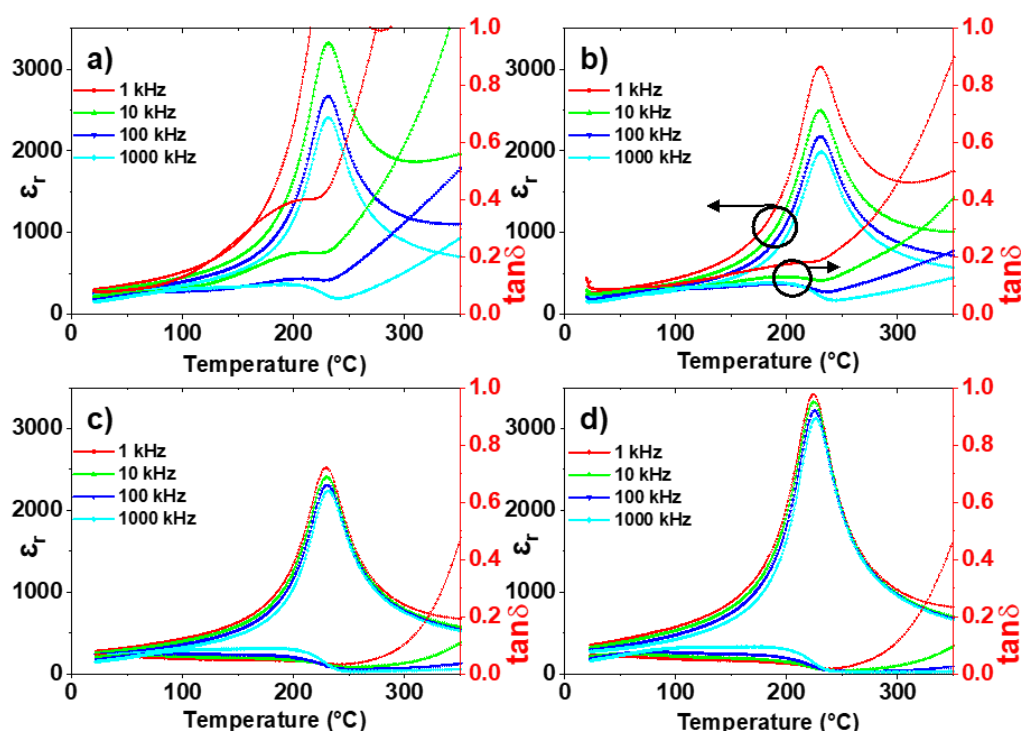 a)
1 kHz
10 kHz
100 kHz
1000 kHz
3000
2000
1000
0
εr
1.0
0.8
0.6
0.4
0.2
0.0
tanδ
0 100 200 300
Temperature (°C)
b)
1 kHz
10 kHz
100 kHz
1000 kHz
3000
2000
1000
0
εr
1.0
0.8
0.6
0.4
0.2
0.0
tanδ
0 100 200 300
Temperature (°C)
c)
1 kHz
10 kHz
100 kHz
1000 kHz
3000
2000
1000
0
εr
1.0
0.8
0.6
0.4
0.2
0.0
tanδ
0 100 200 300
Temperature (°C)
d)
1 kHz
10 kHz
100 kHz
1000 kHz
3000
2000
1000
0
εr
1.0
0.8
0.6
0.4
0.2
0.0
tanδ
0 100 200 300
Temperature (°C)